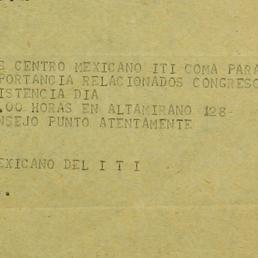 S CENTRO MEXICANO ITI COMA PARA
PORTANCIA RELACIONADOS CONGRESO
ISTENCIA DIA
.00 HORAS EN ALTAMIRANO 128-
NSEJO PUNTO ATENTAMENTE
EXICANO DEL I T I
.